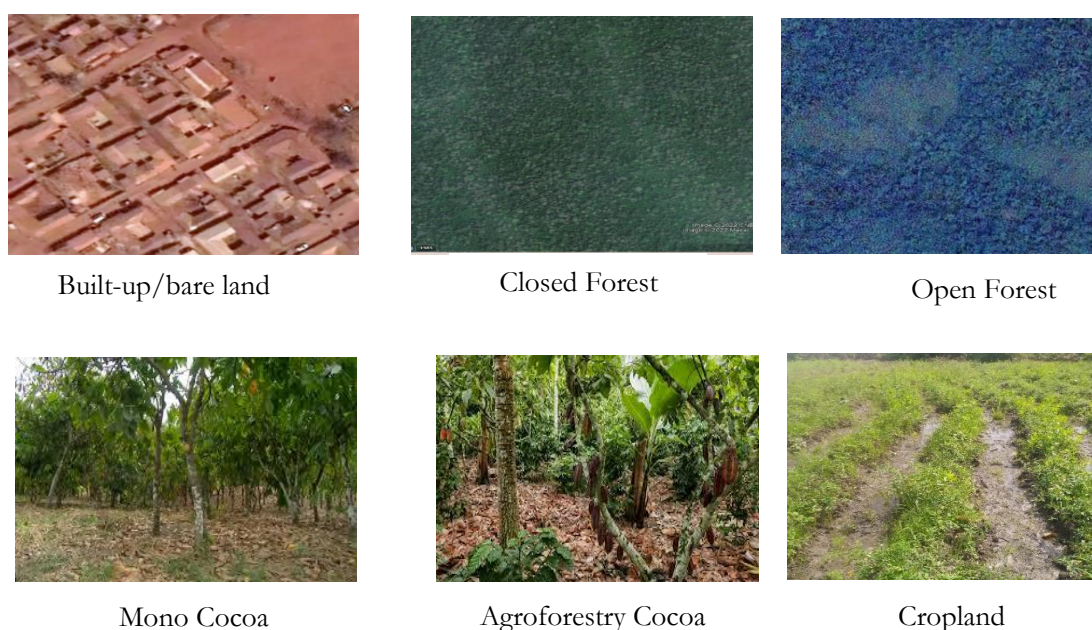 Built-up/bare land
Closed Forest
Open Forest
Mono Cocoa
Agroforestry Cocoa
Cropland